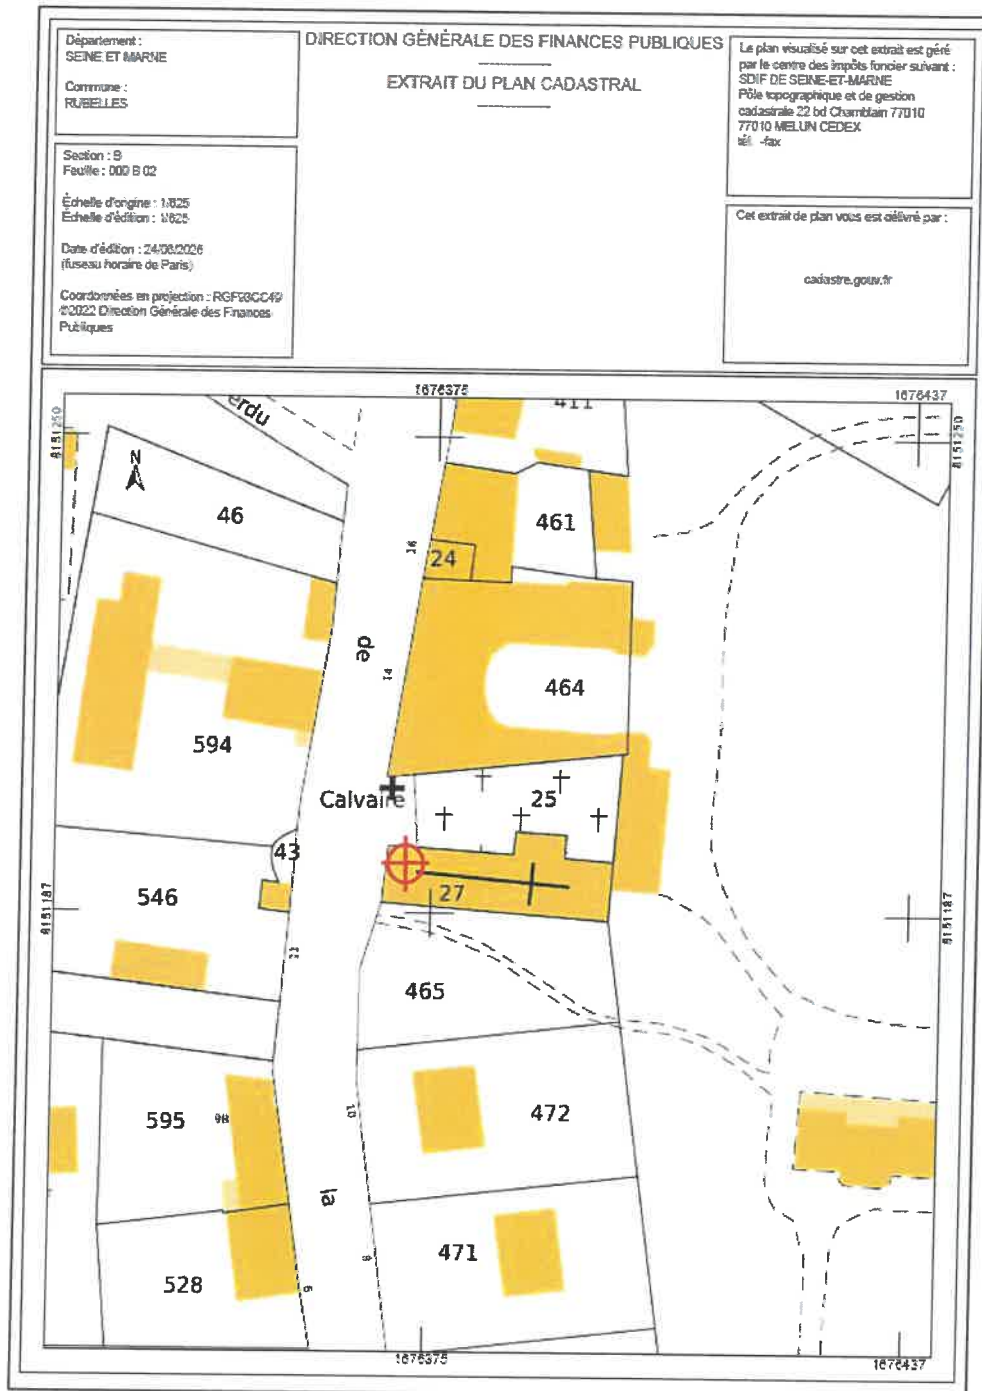 Département :
SEINE ET MARNE
Commune :
RUBELLES
Section : B
Feuille : 000 B 02
Échelle d'origine : 1/625
Échelle d'édition : 1/625
Date d'édition : 24/06/2026
(fuseau horaire de Paris)
Coordonnées en projection : RGF93CC49
©2022 Direction Générale des Finances
Publiques
DIRECTION GÉNÉRALE DES FINANCES PUBLIQUES
EXTRAIT DU PLAN CADASTRAL
Le plan visualisé sur cet extrait est géré
par le centre des impôts foncier suivant :
SDIF DE SEINE-ET-MARNE
Pôle topographique et de gestion
cadastrale 22 bd Chamblain 77010
77010 MELUN CEDEX
tél. -fax
Cet extrait de plan vous est délivré par :
cadastre.gouv.fr
1676375
1676437
8151250
8151250
erdu
411
N
46
461
16
24
de
14
464
594
Calvaire
25
43
546
27
8151187
8151187
11
465
595
9B
10
472
la
528
6
8
471
1676375
1676437